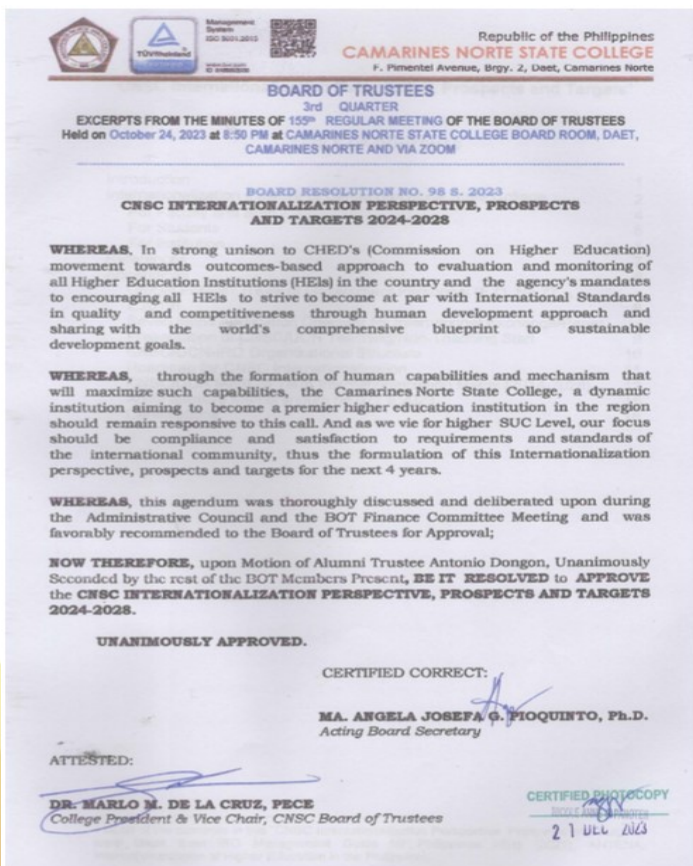 Management
System
ISO 9001:2015
TÜVRheinland
CERTIFIED
Republic of the Philippines
CAMARINES NORTE STATE COLLEGE
F. Pimentel Avenue, Brgy. 2, Daet, Camarines Norte
BOARD OF TRUSTEES
3rd QUARTER
EXCERPTS FROM THE MINUTES OF 155th REGULAR MEETING OF THE BOARD OF TRUSTEES
Held on October 24, 2023 at 8:50 PM at CAMARINES NORTE STATE COLLEGE BOARD ROOM, DAET,
CAMARINES NORTE AND VIA ZOOM
BOARD RESOLUTION NO. 98 S. 2023
CNSC INTERNATIONALIZATION PERSPECTIVE, PROSPECTS
AND TARGETS 2024-2028
WHEREAS, In strong unison to CHED's (Commission on Higher Education)
movement towards outcomes-based approach to evaluation and monitoring of
all Higher Education Institutions (HEIs) in the country and the agency's mandates
to encouraging all HEIs to strive to become at par with International Standards
in quality and competitiveness through human development approach and
sharing with the world's comprehensive blueprint to sustainable
development goals.
WHEREAS, through the formation of human capabilities and mechanism that
will maximize such capabilities, the Camarines Norte State College, a dynamic
institution aiming to become a premier higher education institution in the region
should remain responsive to this call. And as we vie for higher SUC Level, our focus
should be compliance and satisfaction to requirements and standards of
the international community, thus the formulation of this Internationalization
perspective, prospects and targets for the next 4 years.
WHEREAS, this agendum was thoroughly discussed and deliberated upon during
the Administrative Council and the BOT Finance Committee Meeting and was
favorably recommended to the Board of Trustees for Approval;
NOW THEREFORE, upon Motion of Alumni Trustee Antonio Dongon, Unanimously
Seconded by the rest of the BOT Members Present, BE IT RESOLVED to APPROVE
the CNSC INTERNATIONALIZATION PERSPECTIVE, PROSPECTS AND TARGETS
2024-2028.
UNANIMOUSLY APPROVED.
CERTIFIED CORRECT:
MA. ANGELA JOSEFA G. PIOQUINTO, Ph.D.
Acting Board Secretary
ATTESTED:
DR. MARLO M. DE LA CRUZ, PECE
College President & Vice Chair, CNSC Board of Trustees
CERTIFIED PHOTOCOPY
21 DEC 2023